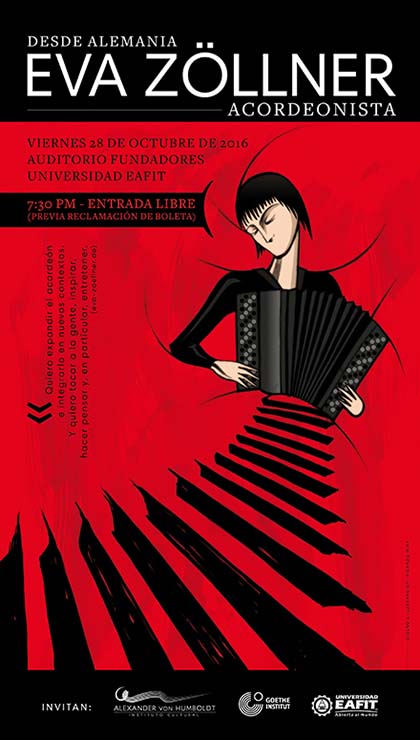 DESDE ALEMANIA
EVA ZÖLLNER
ACORDEONISTA
VIERNES 28 DE OCTUBRE DE 2016
AUDITORIO FUNDADORES
UNIVERSIDAD EAFIT
7:30 PM - ENTRADA LIBRE
(PREVIA RECLAMACIÓN DE BOLETA)
Quiero expandir el acordeón
e integrarlo en nuevos contextos.
Y quiero tocar a la gente, inspirar,
hacer pensar y, en particular, entretener.
(eva-zoellner.de)
INVITAN:
ALEXANDER VON HUMBOLDT
INSTITUTO CULTURAL
GOETHE
INSTITUT
UNIVERSIDAD
EAFIT
Abierta al mundo